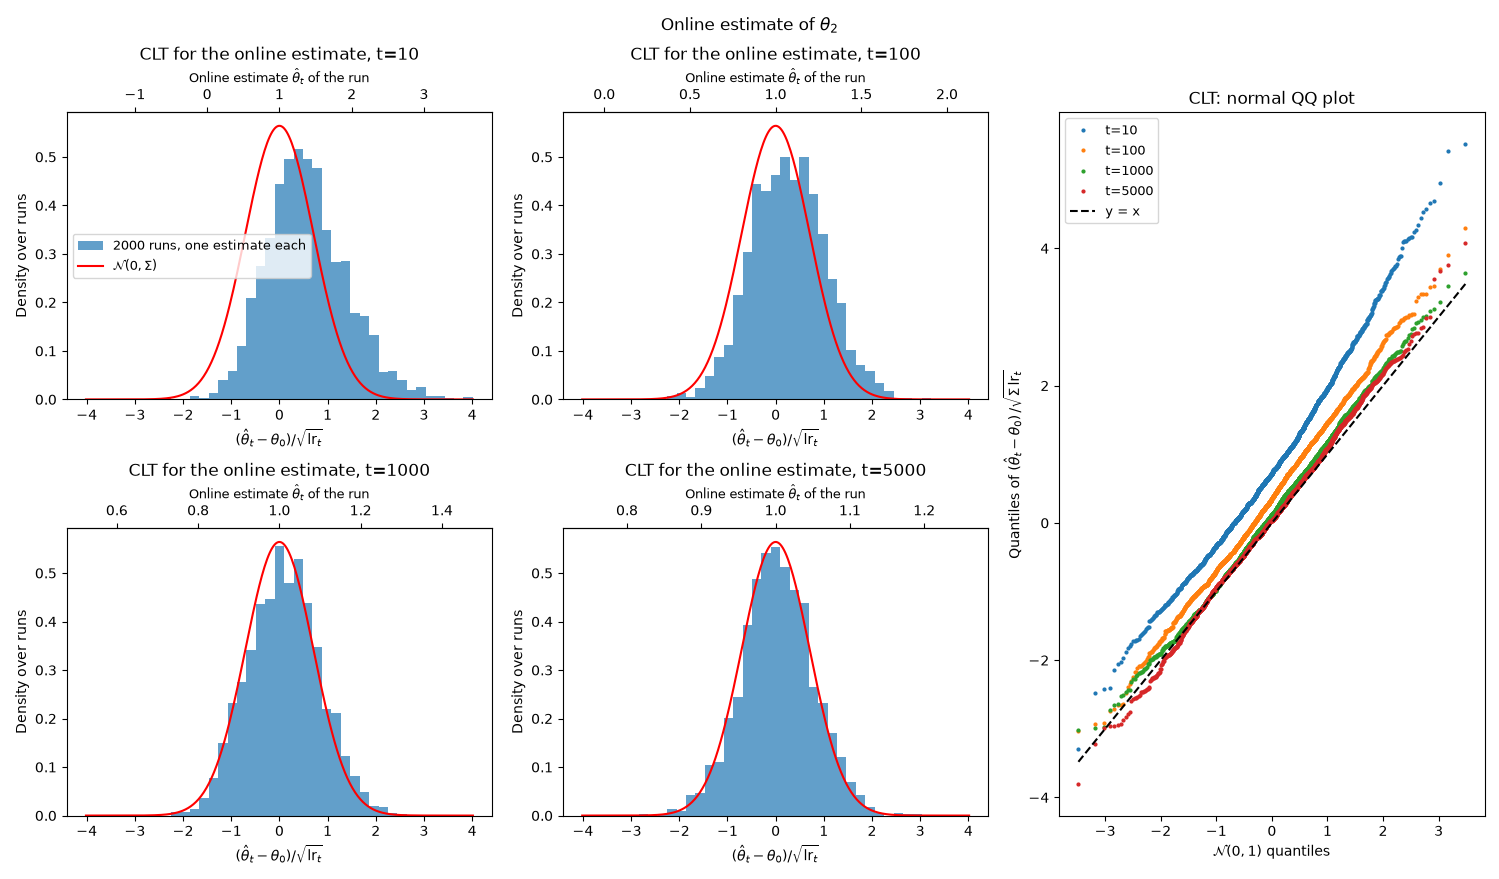 Online estimate of θ₂
CLT for the online estimate, t=10
Online estimate θ̂ₜ of the run
−1 0 1 2 3
Density over runs
0.5
0.4
0.3
0.2
0.1
0.0
2000 runs, one estimate each
𝒩(0, Σ)
−4 −3 −2 −1 0 1 2 3 4
(θ̂ₜ − θ₀)/√lrₜ
CLT for the online estimate, t=100
Online estimate θ̂ₜ of the run
0.0 0.5 1.0 1.5 2.0
Density over runs
0.5
0.4
0.3
0.2
0.1
0.0
−4 −3 −2 −1 0 1 2 3 4
(θ̂ₜ − θ₀)/√lrₜ
CLT for the online estimate, t=1000
Online estimate θ̂ₜ of the run
0.6 0.8 1.0 1.2 1.4
Density over runs
0.5
0.4
0.3
0.2
0.1
0.0
−4 −3 −2 −1 0 1 2 3 4
(θ̂ₜ − θ₀)/√lrₜ
CLT for the online estimate, t=5000
Online estimate θ̂ₜ of the run
0.8 0.9 1.0 1.1 1.2
Density over runs
0.5
0.4
0.3
0.2
0.1
0.0
−4 −3 −2 −1 0 1 2 3 4
(θ̂ₜ − θ₀)/√lrₜ
CLT: normal QQ plot
t=10
t=100
t=1000
t=5000
y = x
Quantiles of (θ̂ₜ − θ₀)/√Σ lrₜ
4
2
0
−2
−4
−3 −2 −1 0 1 2 3
𝒩(0, 1) quantiles